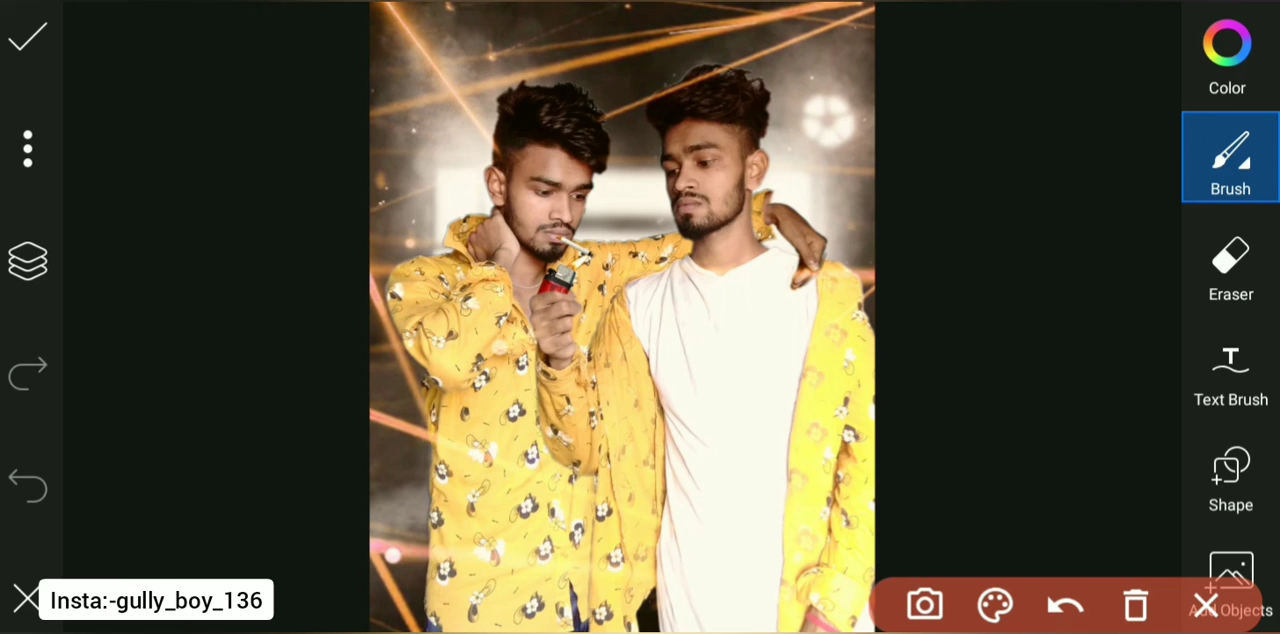 Color
Brush
Eraser
Text Brush
Shape
Add Objects
Insta:-gully_boy_136